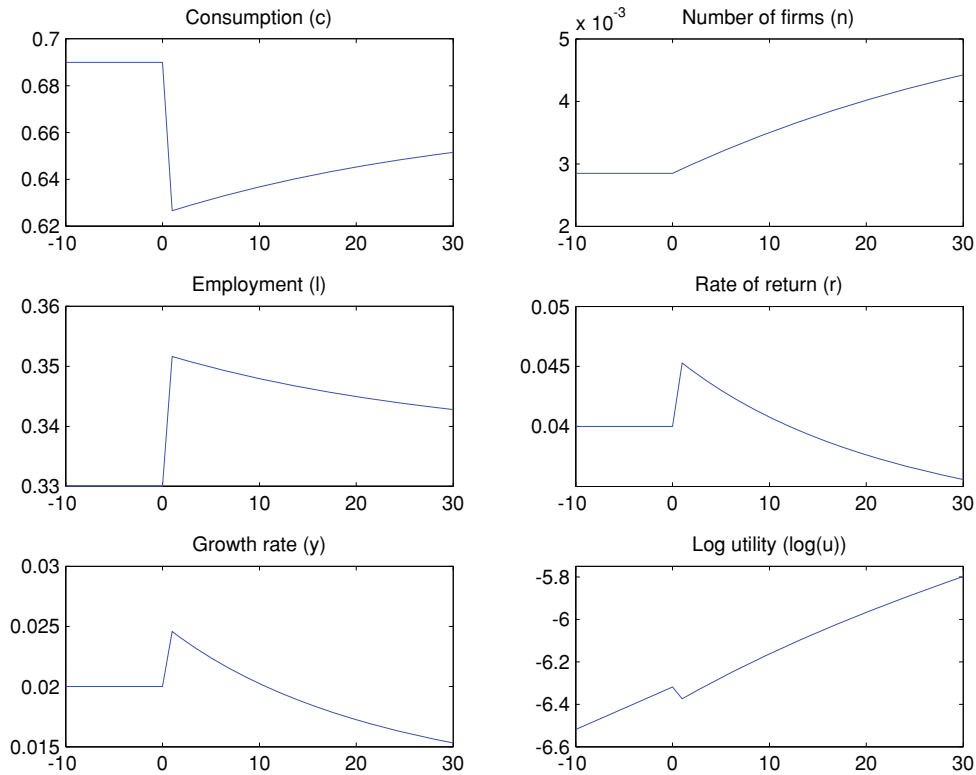 Consumption (c)
0.7
0.68
0.66
0.64
0.62
-10 0 10 20 30
Number of firms (n)
x 10^-3
5
4
3
2
-10 0 10 20 30
Employment (l)
0.36
0.35
0.34
0.33
-10 0 10 20 30
Rate of return (r)
0.05
0.045
0.04
-10 0 10 20 30
Growth rate (y)
0.03
0.025
0.02
0.015
-10 0 10 20 30
Log utility (log(u))
-5.8
-6
-6.2
-6.4
-6.6
-10 0 10 20 30